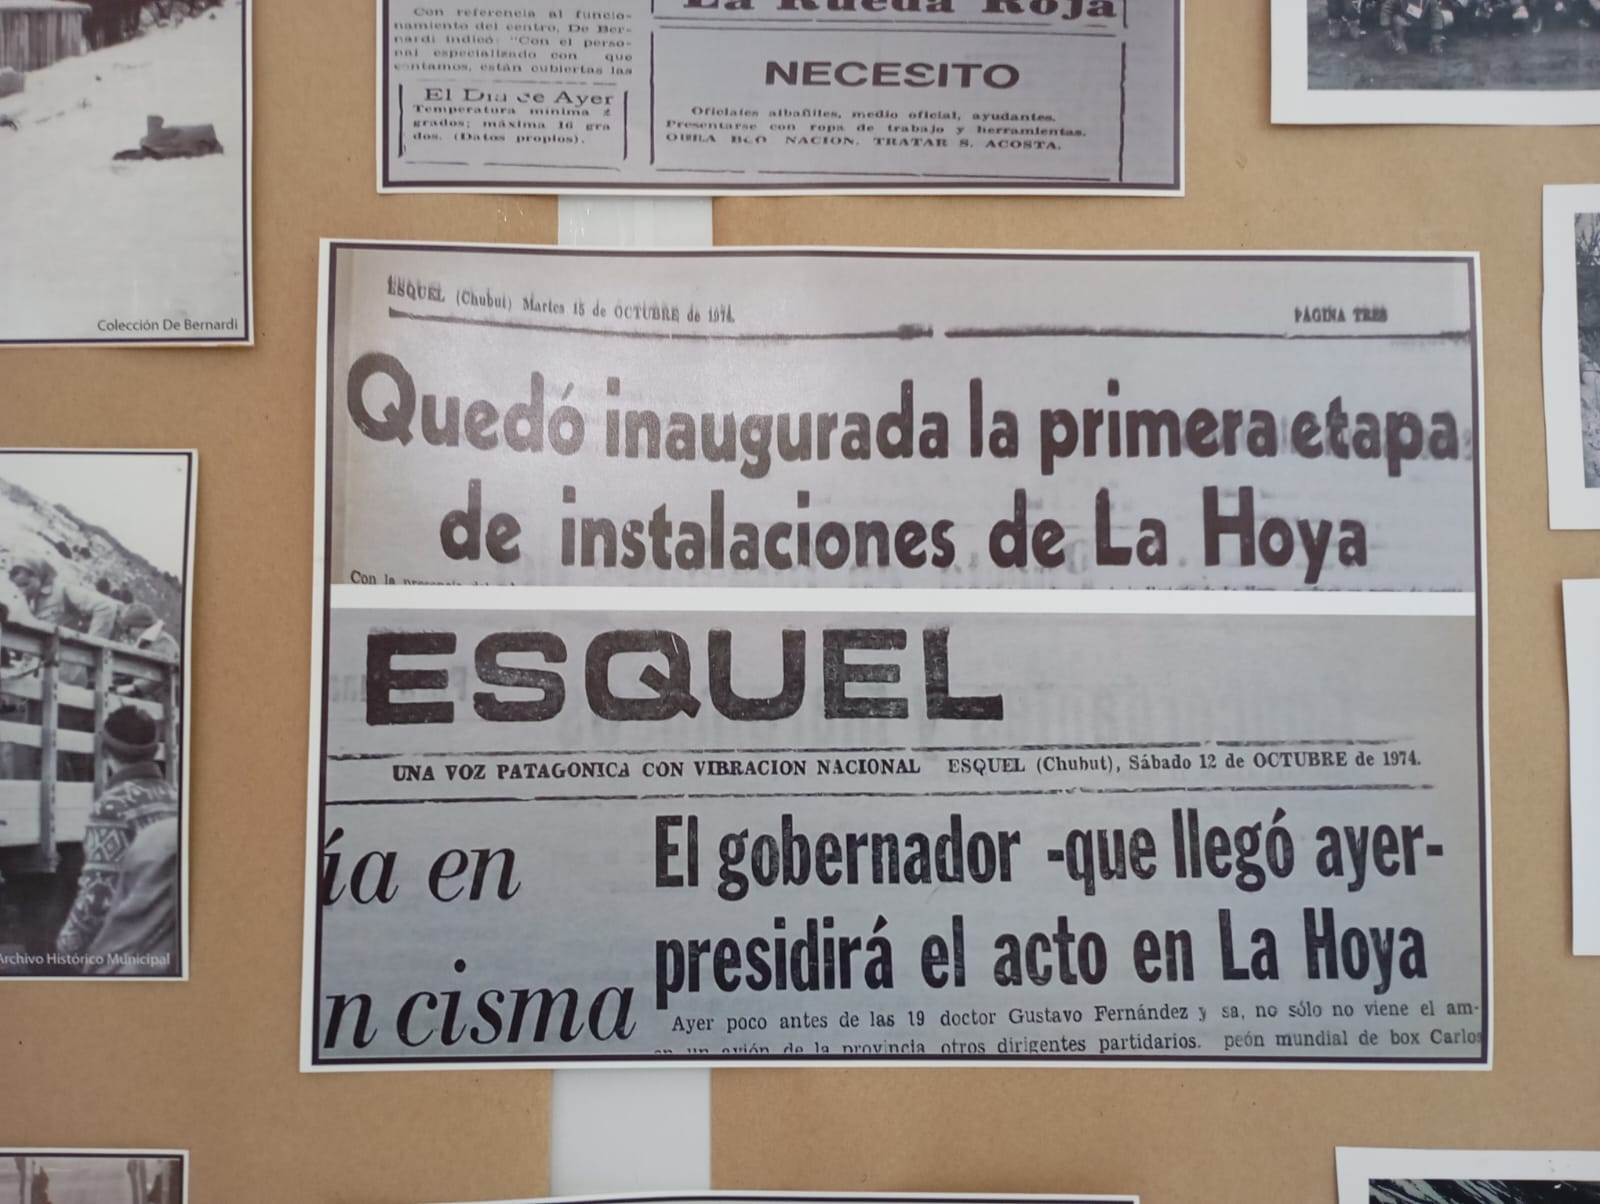 Con referencia al funcio-
namiento del centro, De Ber-
nardi indicó: "Con el perso-
nal especializado con que
contamos, están cubiertas las
El Dia de Ayer
Temperatura mínima 2
grados; máxima 16 gra
dos. (Datos propios).
La Rueda Roja
NECESITO
Oficiales albañiles, medio oficial, ayudantes.
Presentarse con ropa de trabajo y herramientas.
OBRA BCO NACION. TRATAR S. ACOSTA.
Colección De Bernardi
ESQUEL (Chubut) Martes 15 de OCTUBRE de 1974.
PAGINA TRES
Quedó inaugurada la primera etapa
de instalaciones de La Hoya
Con la
ESQUEL
UNA VOZ PATAGONICA CON VIBRACION NACIONAL ESQUEL (Chubut), Sábado 12 de OCTUBRE de 1974.
ía en
n cisma
El gobernador -que llegó ayer-
presidirá el acto en La Hoya
Ayer poco antes de las 19 doctor Gustavo Fernández y
en un avión de la provincia otros dirigentes partidarios.
sa, no sólo no viene el am-
peón mundial de box Carlos
Archivo Histórico Municipal